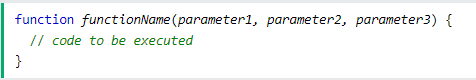 function functionName(parameter1, parameter2, parameter3) {
  // code to be executed
}